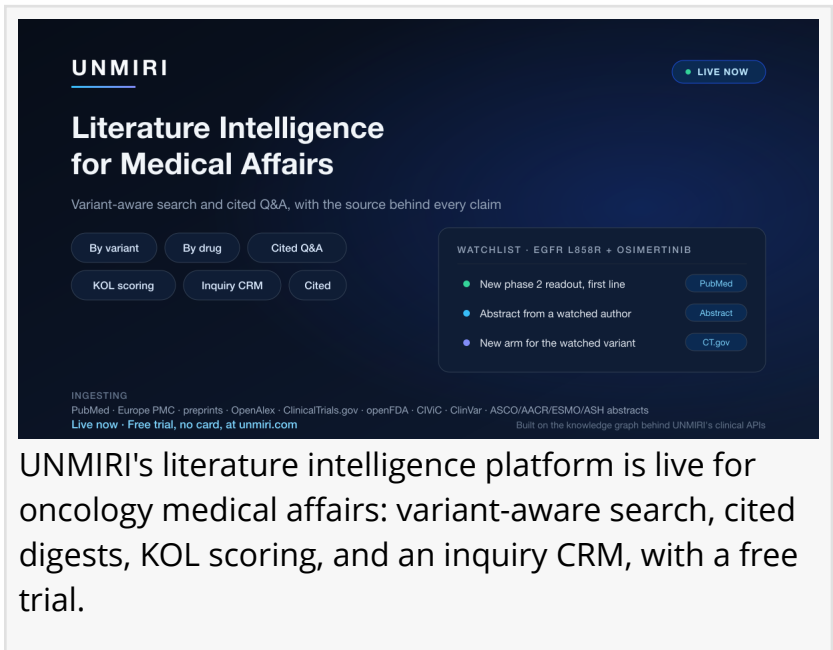 UNMIRI
LIVE NOW
Literature Intelligence
for Medical Affairs
Variant-aware search and cited Q&A, with the source behind every claim
By variant
By drug
Cited Q&A
KOL scoring
Inquiry CRM
Cited
WATCHLIST · EGFR L858R + OSIMERTINIB
New phase 2 readout, first line
PubMed
Abstract from a watched author
Abstract
New arm for the watched variant
CT.gov
INGESTING
PubMed · Europe PMC · preprints · OpenAlex · ClinicalTrials.gov · openFDA · CIViC · ClinVar · ASCO/AACR/ESMO/ASH abstracts
Live now · Free trial, no card, at unmiri.com
Built on the knowledge graph behind UNMIRI's clinical APIs
UNMIRI's literature intelligence platform is live for
oncology medical affairs: variant-aware search, cited
digests, KOL scoring, and an inquiry CRM, with a free
trial.